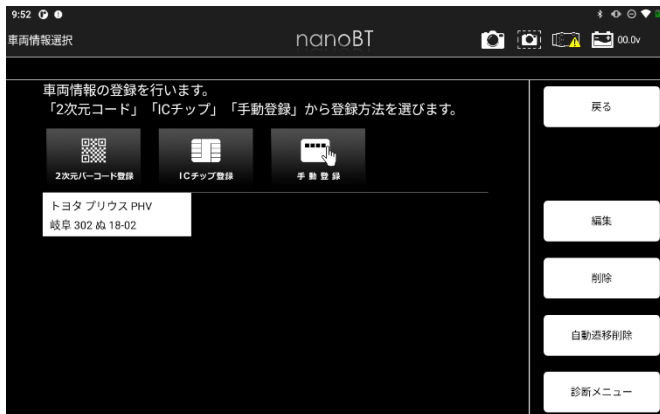 9:52
車両情報選択
nanoBT
00.0v
車両情報の登録を行います。
「2次元コード」「ICチップ」「手動登録」から登録方法を選びます。
2次元バーコード登録
ICチップ登録
手動登録
トヨタ プリウス PHV
岐阜 302 ぬ 18-02
戻る
編集
削除
自動遷移削除
診断メニュー